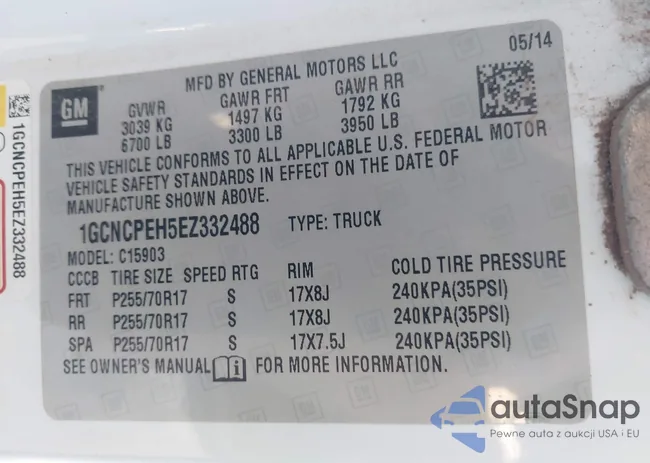 05/14
MFD BY GENERAL MOTORS LLC
GM
GVWR GAWR FRT GAWR RR
3039 KG 1497 KG 1792 KG
6700 LB 3300 LB 3950 LB
THIS VEHICLE CONFORMS TO ALL APPLICABLE U.S. FEDERAL MOTOR
VEHICLE SAFETY STANDARDS IN EFFECT ON THE DATE OF
MANUFACTURE SHOWN ABOVE.
1GCNCPEH5EZ332488 TYPE: TRUCK
MODEL: C15903
CCCB TIRE SIZE SPEED RTG RIM COLD TIRE PRESSURE
FRT P255/70R17 S 17X8J 240KPA(35PSI)
RR P255/70R17 S 17X8J 240KPA(35PSI)
SPA P255/70R17 S 17X7.5J 240KPA(35PSI)
SEE OWNER'S MANUAL i FOR MORE INFORMATION.
1GCNCPEH5EZ332488
autaSnap
Pewne auta z aukcji USA i EU